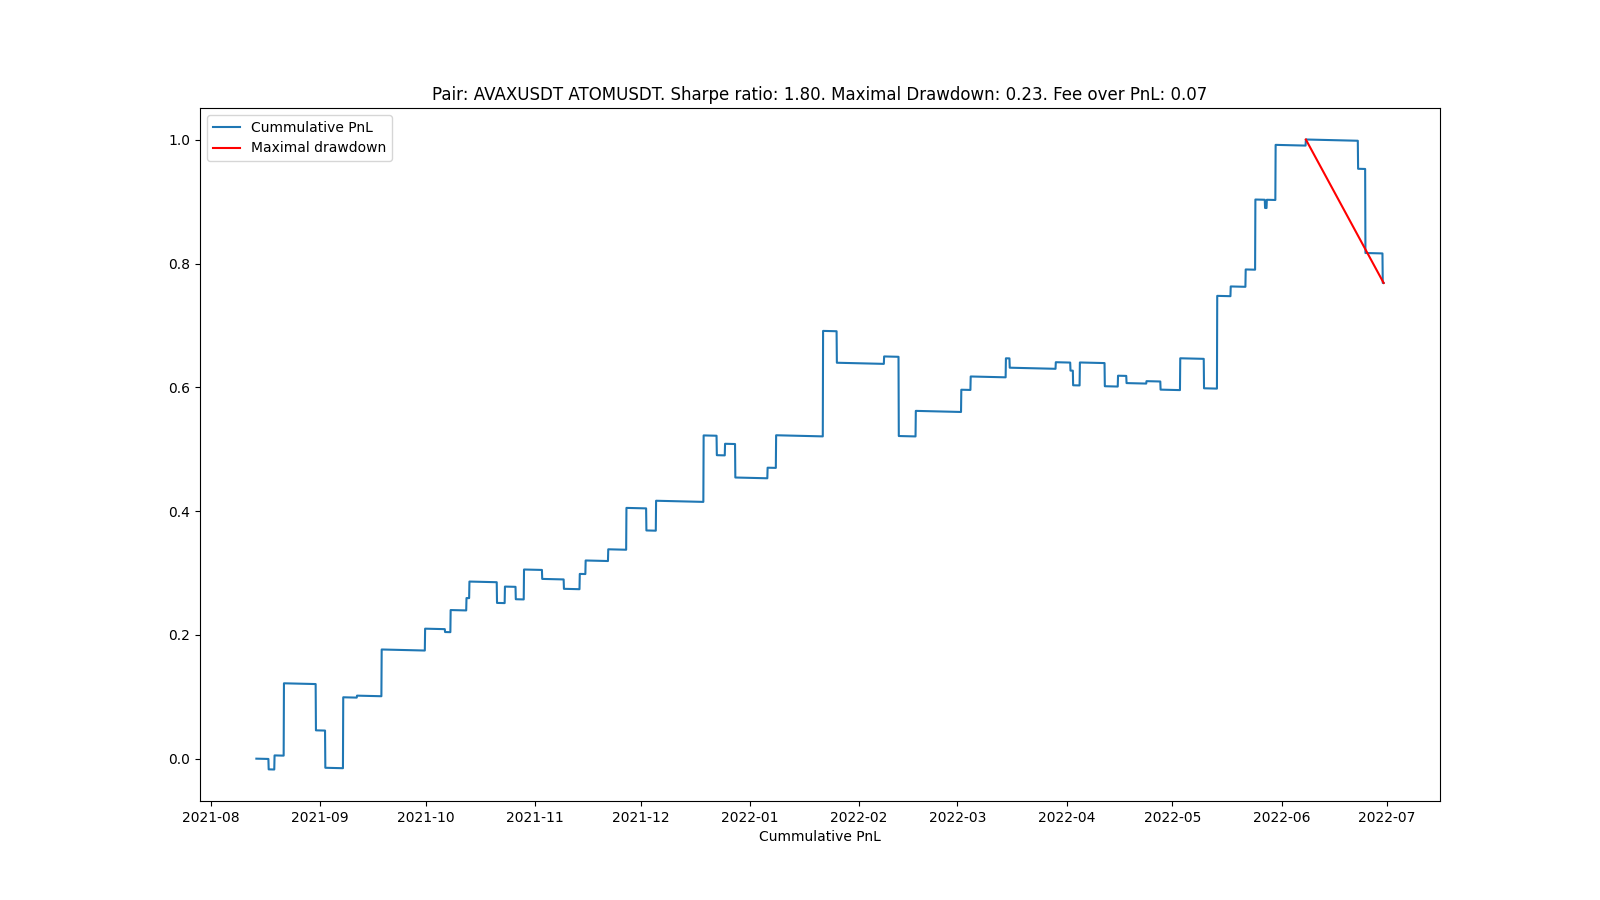 Pair: AVAXUSDT ATOMUSDT. Sharpe ratio: 1.80. Maximal Drawdown: 0.23. Fee over PnL: 0.07
Cummulative PnL
Maximal drawdown
1.0
0.8
0.6
0.4
0.2
0.0
2021-08 2021-09 2021-10 2021-11 2021-12 2022-01 2022-02 2022-03 2022-04 2022-05 2022-06 2022-07
Cummulative PnL